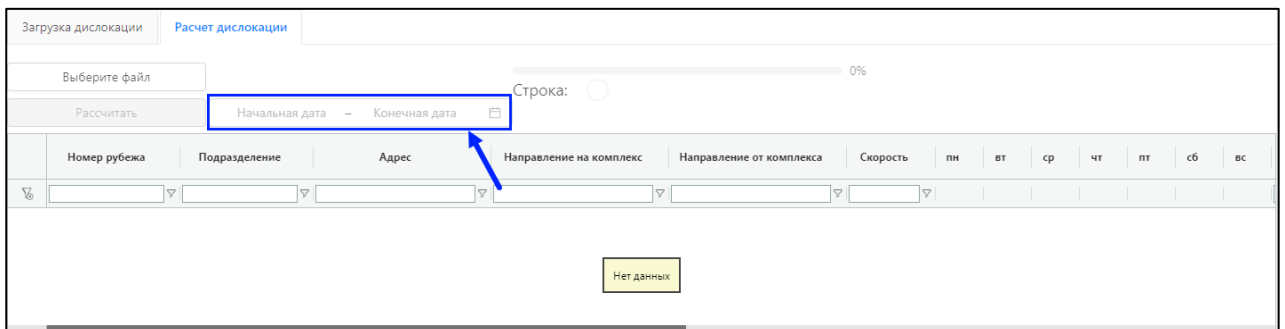 Загрузка дислокации Расчет дислокации
Выберите файл 0%
Строка:
Рассчитать Начальная дата – Конечная дата
Номер рубежа Подразделение Адрес Направление на комплекс Направление от комплекса Скорость пн вт ср чт пт сб вс
Нет данных